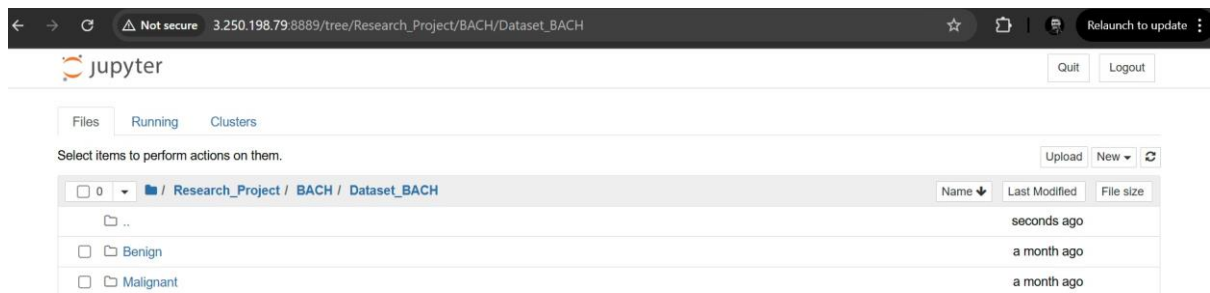 Not secure 3.250.198.79:8889/tree/Research_Project/BACH/Dataset_BACH Relaunch to update
jupyter Quit Logout
Files Running Clusters
Select items to perform actions on them. Upload New
0 / Research_Project / BACH / Dataset_BACH Name Last Modified File size
.. seconds ago
Benign a month ago
Malignant a month ago